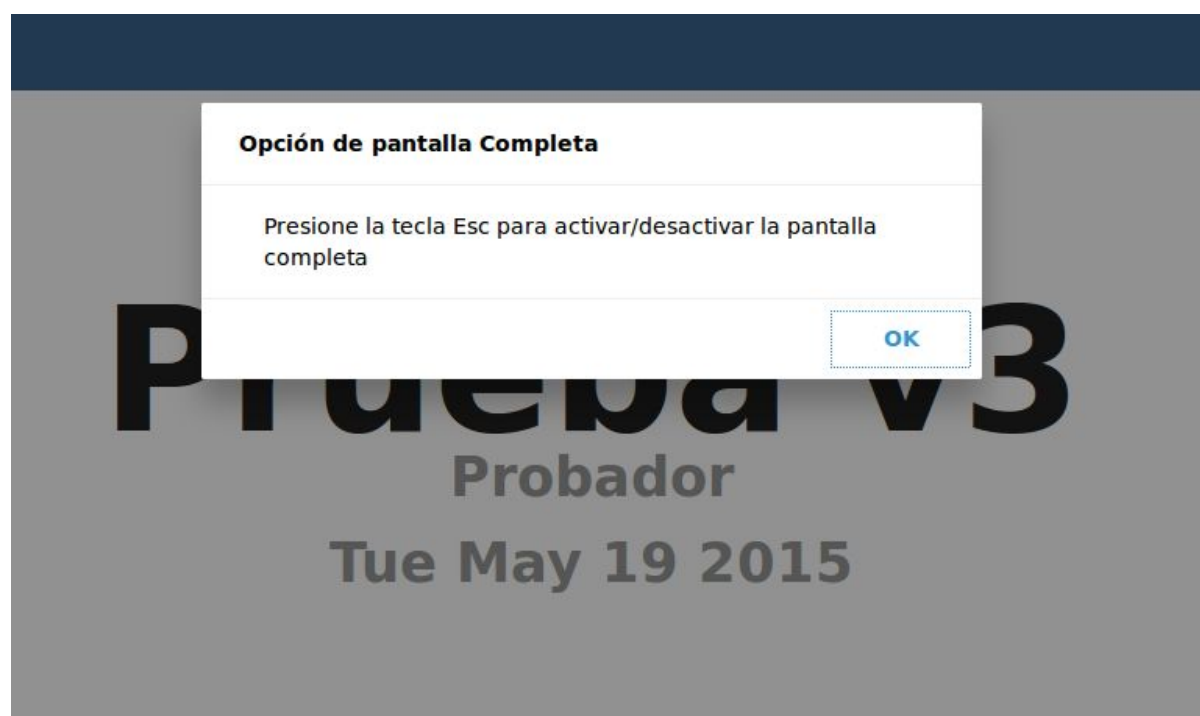 Opción de pantalla Completa
Presione la tecla Esc para activar/desactivar la pantalla
completa
OK
Prueba v3
Probador
Tue May 19 2015